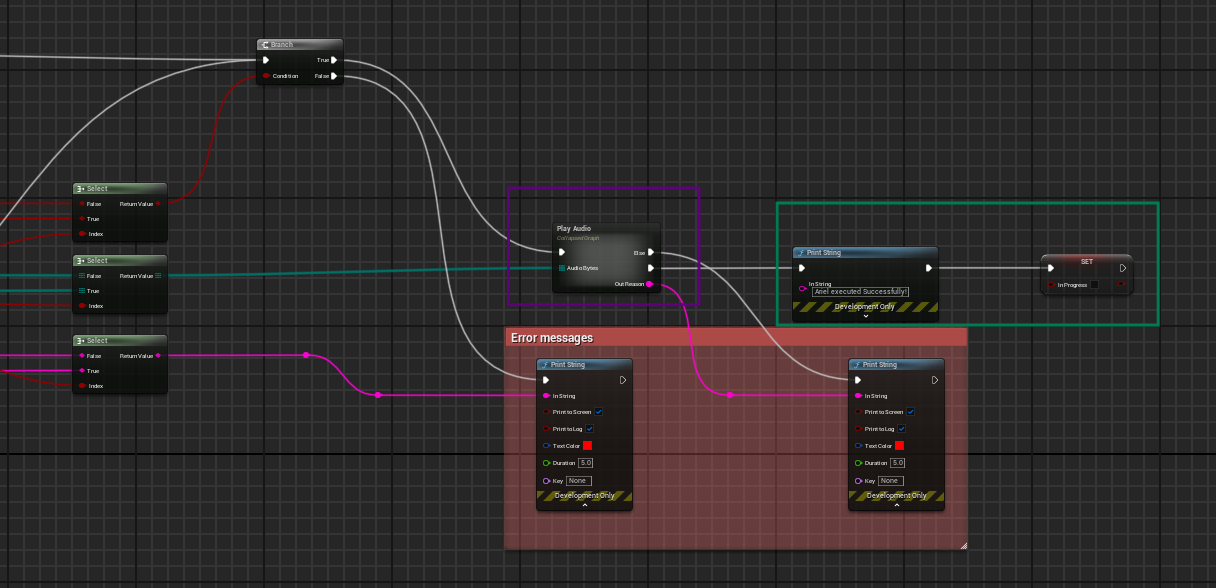 Branch
True
Condition
False
Select
False
Return Value
True
Index
Select
False
Return Value
True
Index
Select
False
Return Value
True
Index
Play Audio
Collapsed Graph
Else
Audio Bytes
Out Reason
Print String
In String
Ariel executed Successfully!
Development Only
SET
In Progress
Error messages
Print String
In String
Print to Screen
Print to Log
Text Color
Duration 5.0
Key None
Development Only
Print String
In String
Print to Screen
Print to Log
Text Color
Duration 5.0
Key None
Development Only